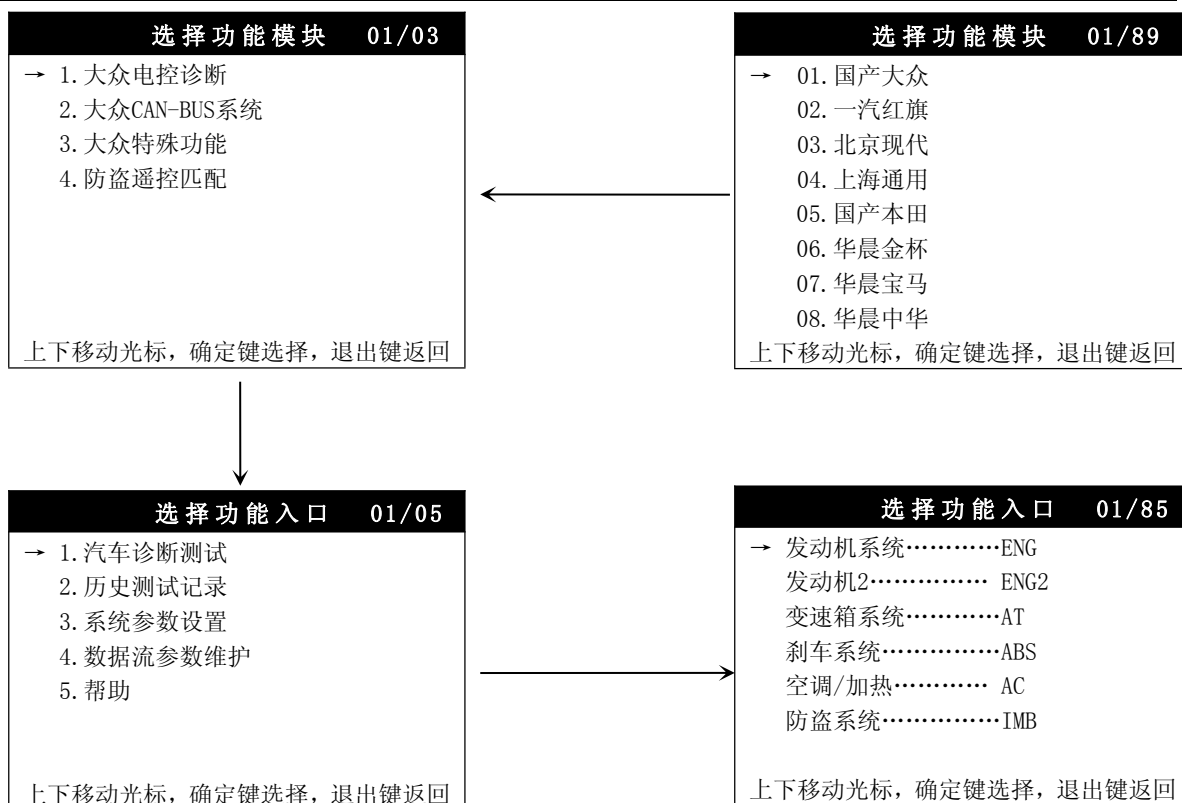 选择功能模块 01/03
→ 1.大众电控诊断
2.大众CAN-BUS系统
3.大众特殊功能
4.防盗遥控匹配
上下移动光标，确定键选择，退出键返回
选择功能模块 01/89
→ 01.国产大众
02.一汽红旗
03.北京现代
04.上海通用
05.国产本田
06.华晨金杯
07.华晨宝马
08.华晨中华
上下移动光标，确定键选择，退出键返回
选择功能入口 01/05
→ 1.汽车诊断测试
2.历史测试记录
3.系统参数设置
4.数据流参数维护
5.帮助
上下移动光标，确定键选择，退出键返回
选择功能入口 01/85
→ 发动机系统…………ENG
发动机2…………… ENG2
变速箱系统…………AT
刹车系统……………ABS
空调/加热………… AC
防盗系统……………IMB
上下移动光标，确定键选择，退出键返回